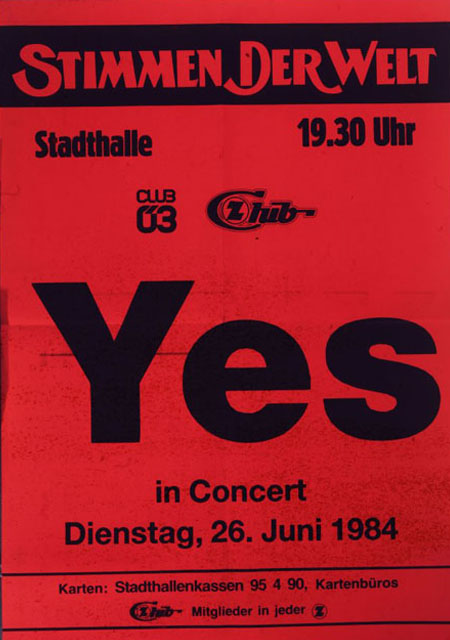 STIMMEN DER WELT
Stadthalle 19.30 Uhr
CLUB Ö3 Z Club
Yes
in Concert
Dienstag, 26. Juni 1984
Karten: Stadthallenkassen 95 4 90, Kartenbüros
Z Club- Mitglieder in jeder Z